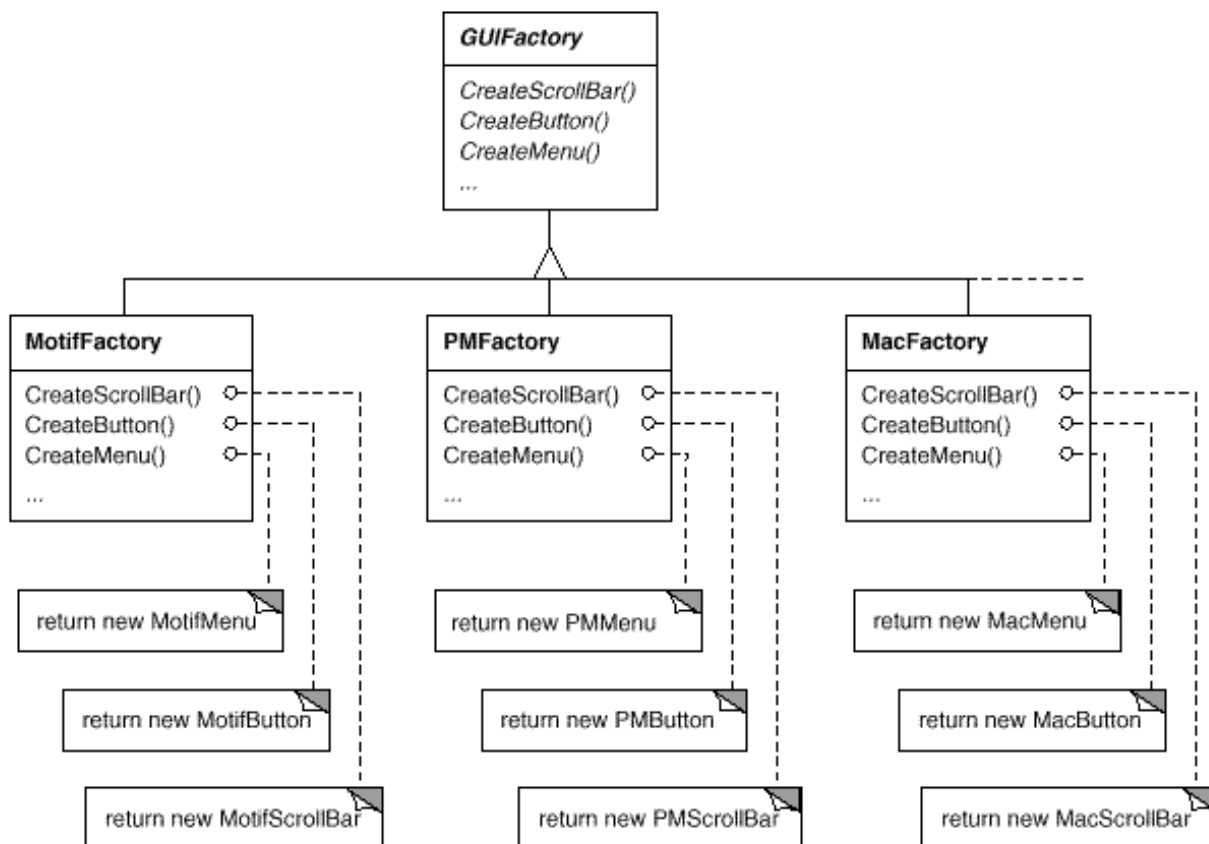 GUIFactory
CreateScrollBar()
CreateButton()
CreateMenu()
...
MotifFactory
CreateScrollBar()
CreateButton()
CreateMenu()
...
PMFactory
CreateScrollBar()
CreateButton()
CreateMenu()
...
MacFactory
CreateScrollBar()
CreateButton()
CreateMenu()
...
return new MotifMenu
return new PMMenu
return new MacMenu
return new MotifButton
return new PMButton
return new MacButton
return new MotifScrollBar
return new PMScrollBar
return new MacScrollBar